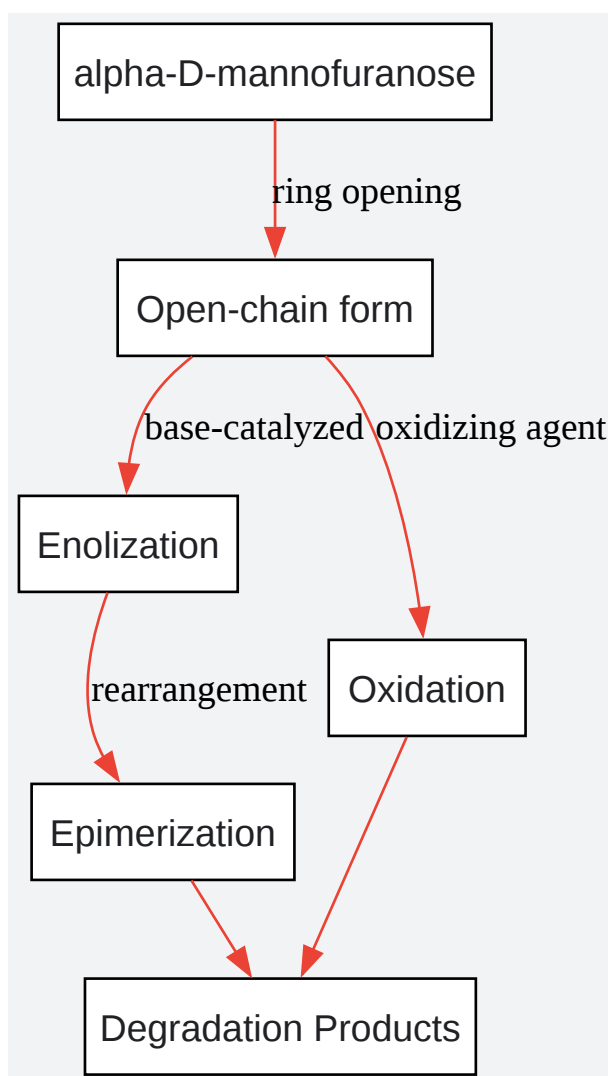 alpha-D-mannofuranose
ring opening
Open-chain form
base-catalyzed
oxidizing agent
Enolization
rearrangement
Oxidation
Epimerization
Degradation Products